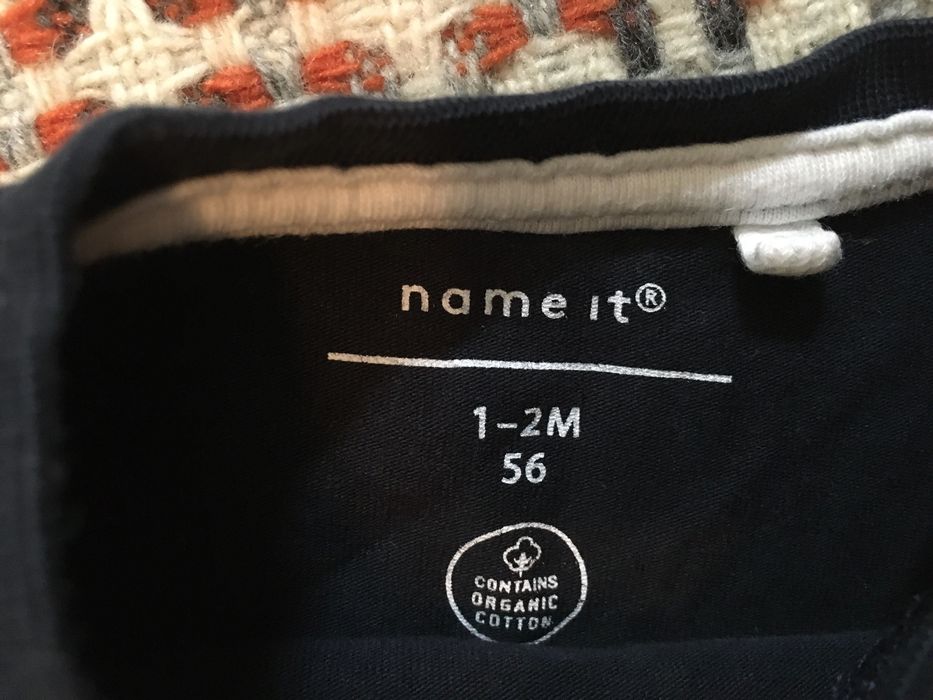 name it®
1-2M
56
CONTAINS
ORGANIC
COTTON